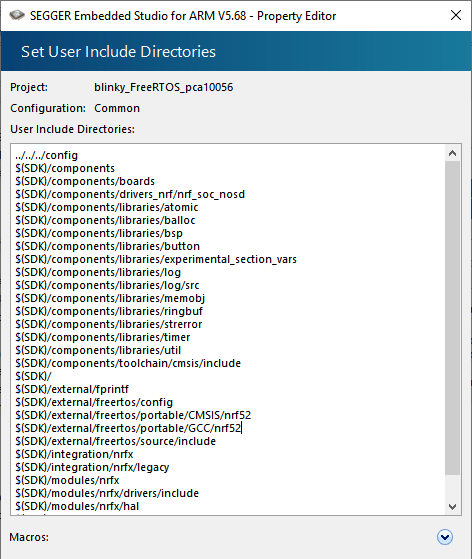 SEGGER Embedded Studio for ARM V5.68 - Property Editor
Set User Include Directories
Project: blinky_FreeRTOS_pca10056
Configuration: Common
User Include Directories:
../../../config
$(SDK)/components
$(SDK)/components/boards
$(SDK)/components/drivers_nrf/nrf_soc_nosd
$(SDK)/components/libraries/atomic
$(SDK)/components/libraries/balloc
$(SDK)/components/libraries/bsp
$(SDK)/components/libraries/button
$(SDK)/components/libraries/experimental_section_vars
$(SDK)/components/libraries/log
$(SDK)/components/libraries/log/src
$(SDK)/components/libraries/memobj
$(SDK)/components/libraries/ringbuf
$(SDK)/components/libraries/strerror
$(SDK)/components/libraries/timer
$(SDK)/components/libraries/util
$(SDK)/components/toolchain/cmsis/include
$(SDK)/
$(SDK)/external/fprintf
$(SDK)/external/freertos/config
$(SDK)/external/freertos/portable/CMSIS/nrf52
$(SDK)/external/freertos/portable/GCC/nrf52
$(SDK)/external/freertos/source/include
$(SDK)/integration/nrfx
$(SDK)/integration/nrfx/legacy
$(SDK)/modules/nrfx
$(SDK)/modules/nrfx/drivers/include
$(SDK)/modules/nrfx/hal
Macros: